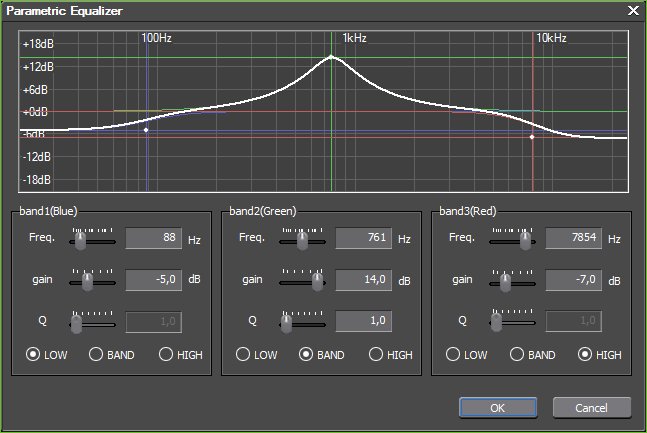 Parametric Equalizer
100Hz 1kHz 10kHz
+18dB
+12dB
+6dB
+0dB
-6dB
-12dB
-18dB
band1(Blue) band2(Green) band3(Red)
Freq. 88 Hz Freq. 761 Hz Freq. 7854 Hz
gain -5,0 dB gain 14,0 dB gain -7,0 dB
Q 1,0 Q 1,0 Q 1,0
LOW BAND HIGH LOW BAND HIGH LOW BAND HIGH
OK Cancel